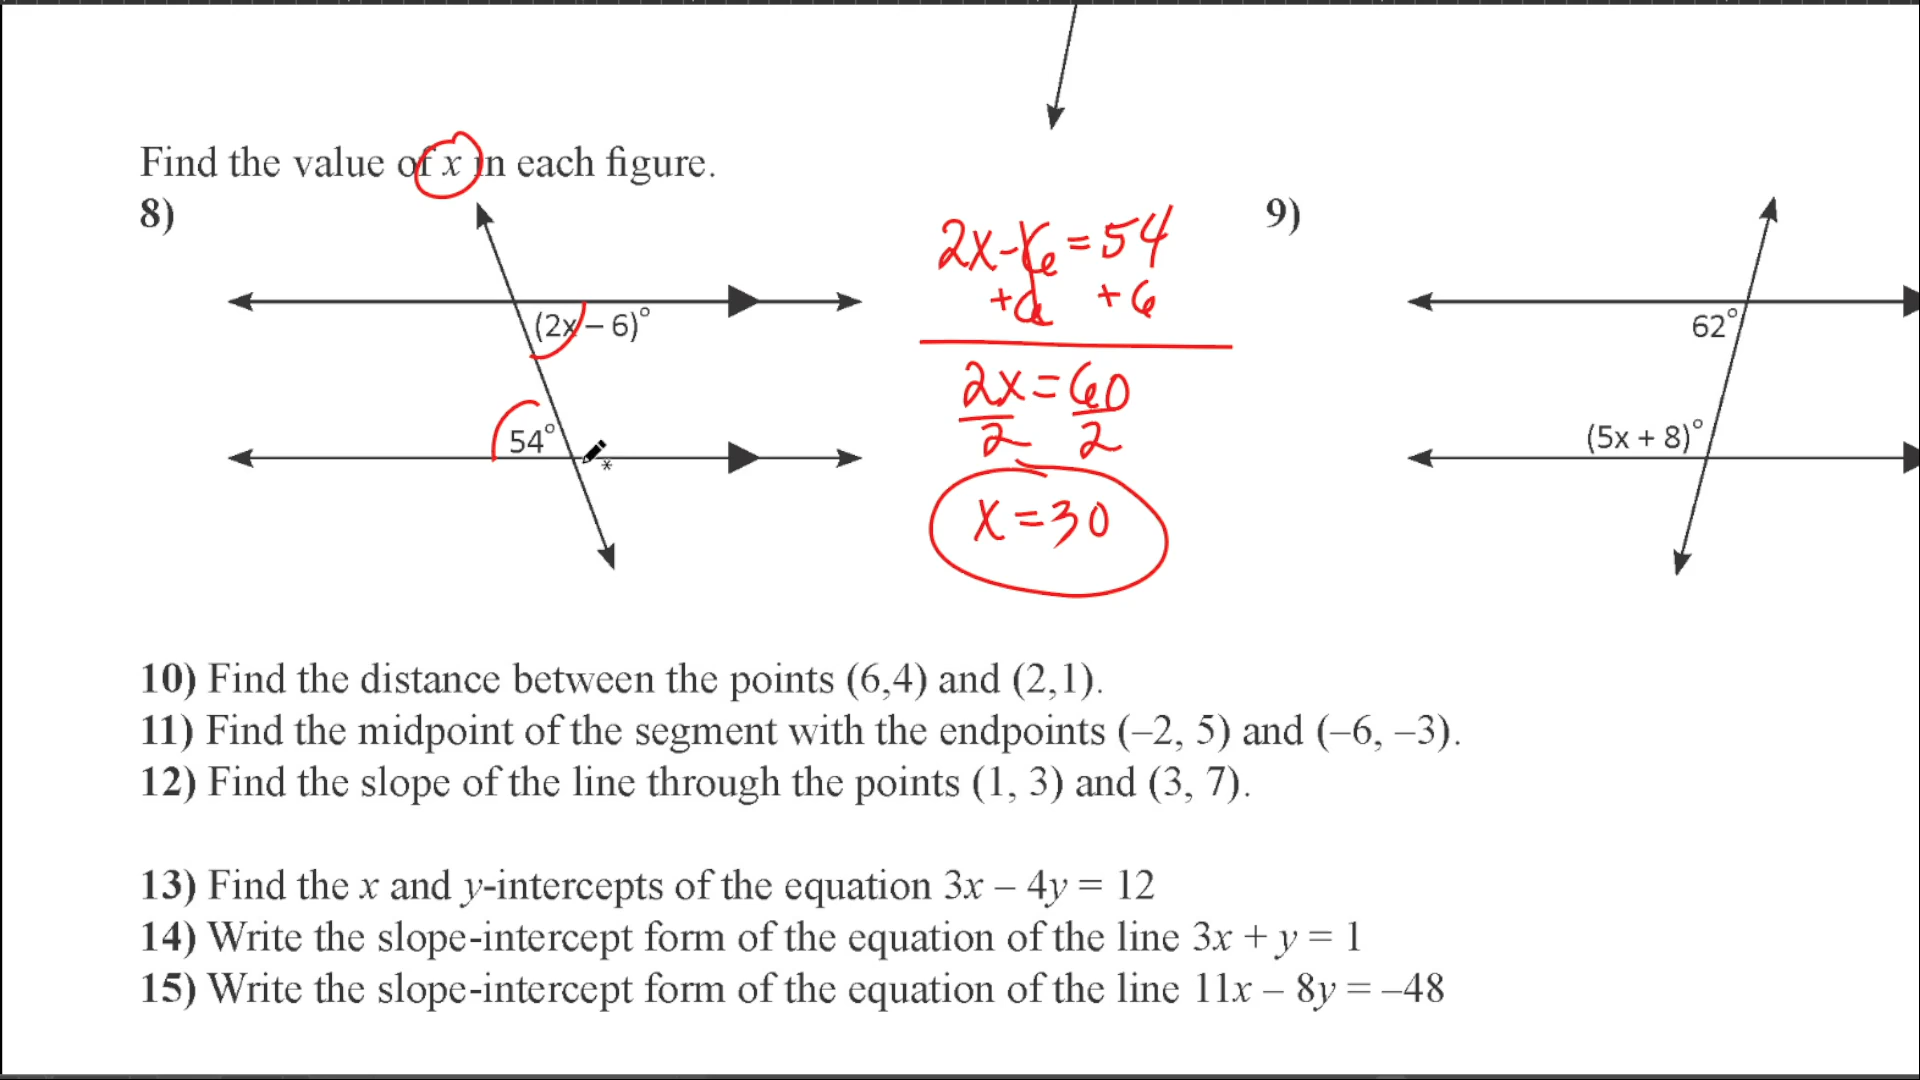 Find the value of x in each figure.
8)
(2x – 6)°
54°
2x-6=54
+6 +6
2x=60
2 2
x=30
9)
62°
(5x + 8)°
10) Find the distance between the points (6,4) and (2,1).
11) Find the midpoint of the segment with the endpoints (–2, 5) and (–6, –3).
12) Find the slope of the line through the points (1, 3) and (3, 7).
13) Find the x and y-intercepts of the equation 3x – 4y = 12
14) Write the slope-intercept form of the equation of the line 3x + y = 1
15) Write the slope-intercept form of the equation of the line 11x – 8y = –48